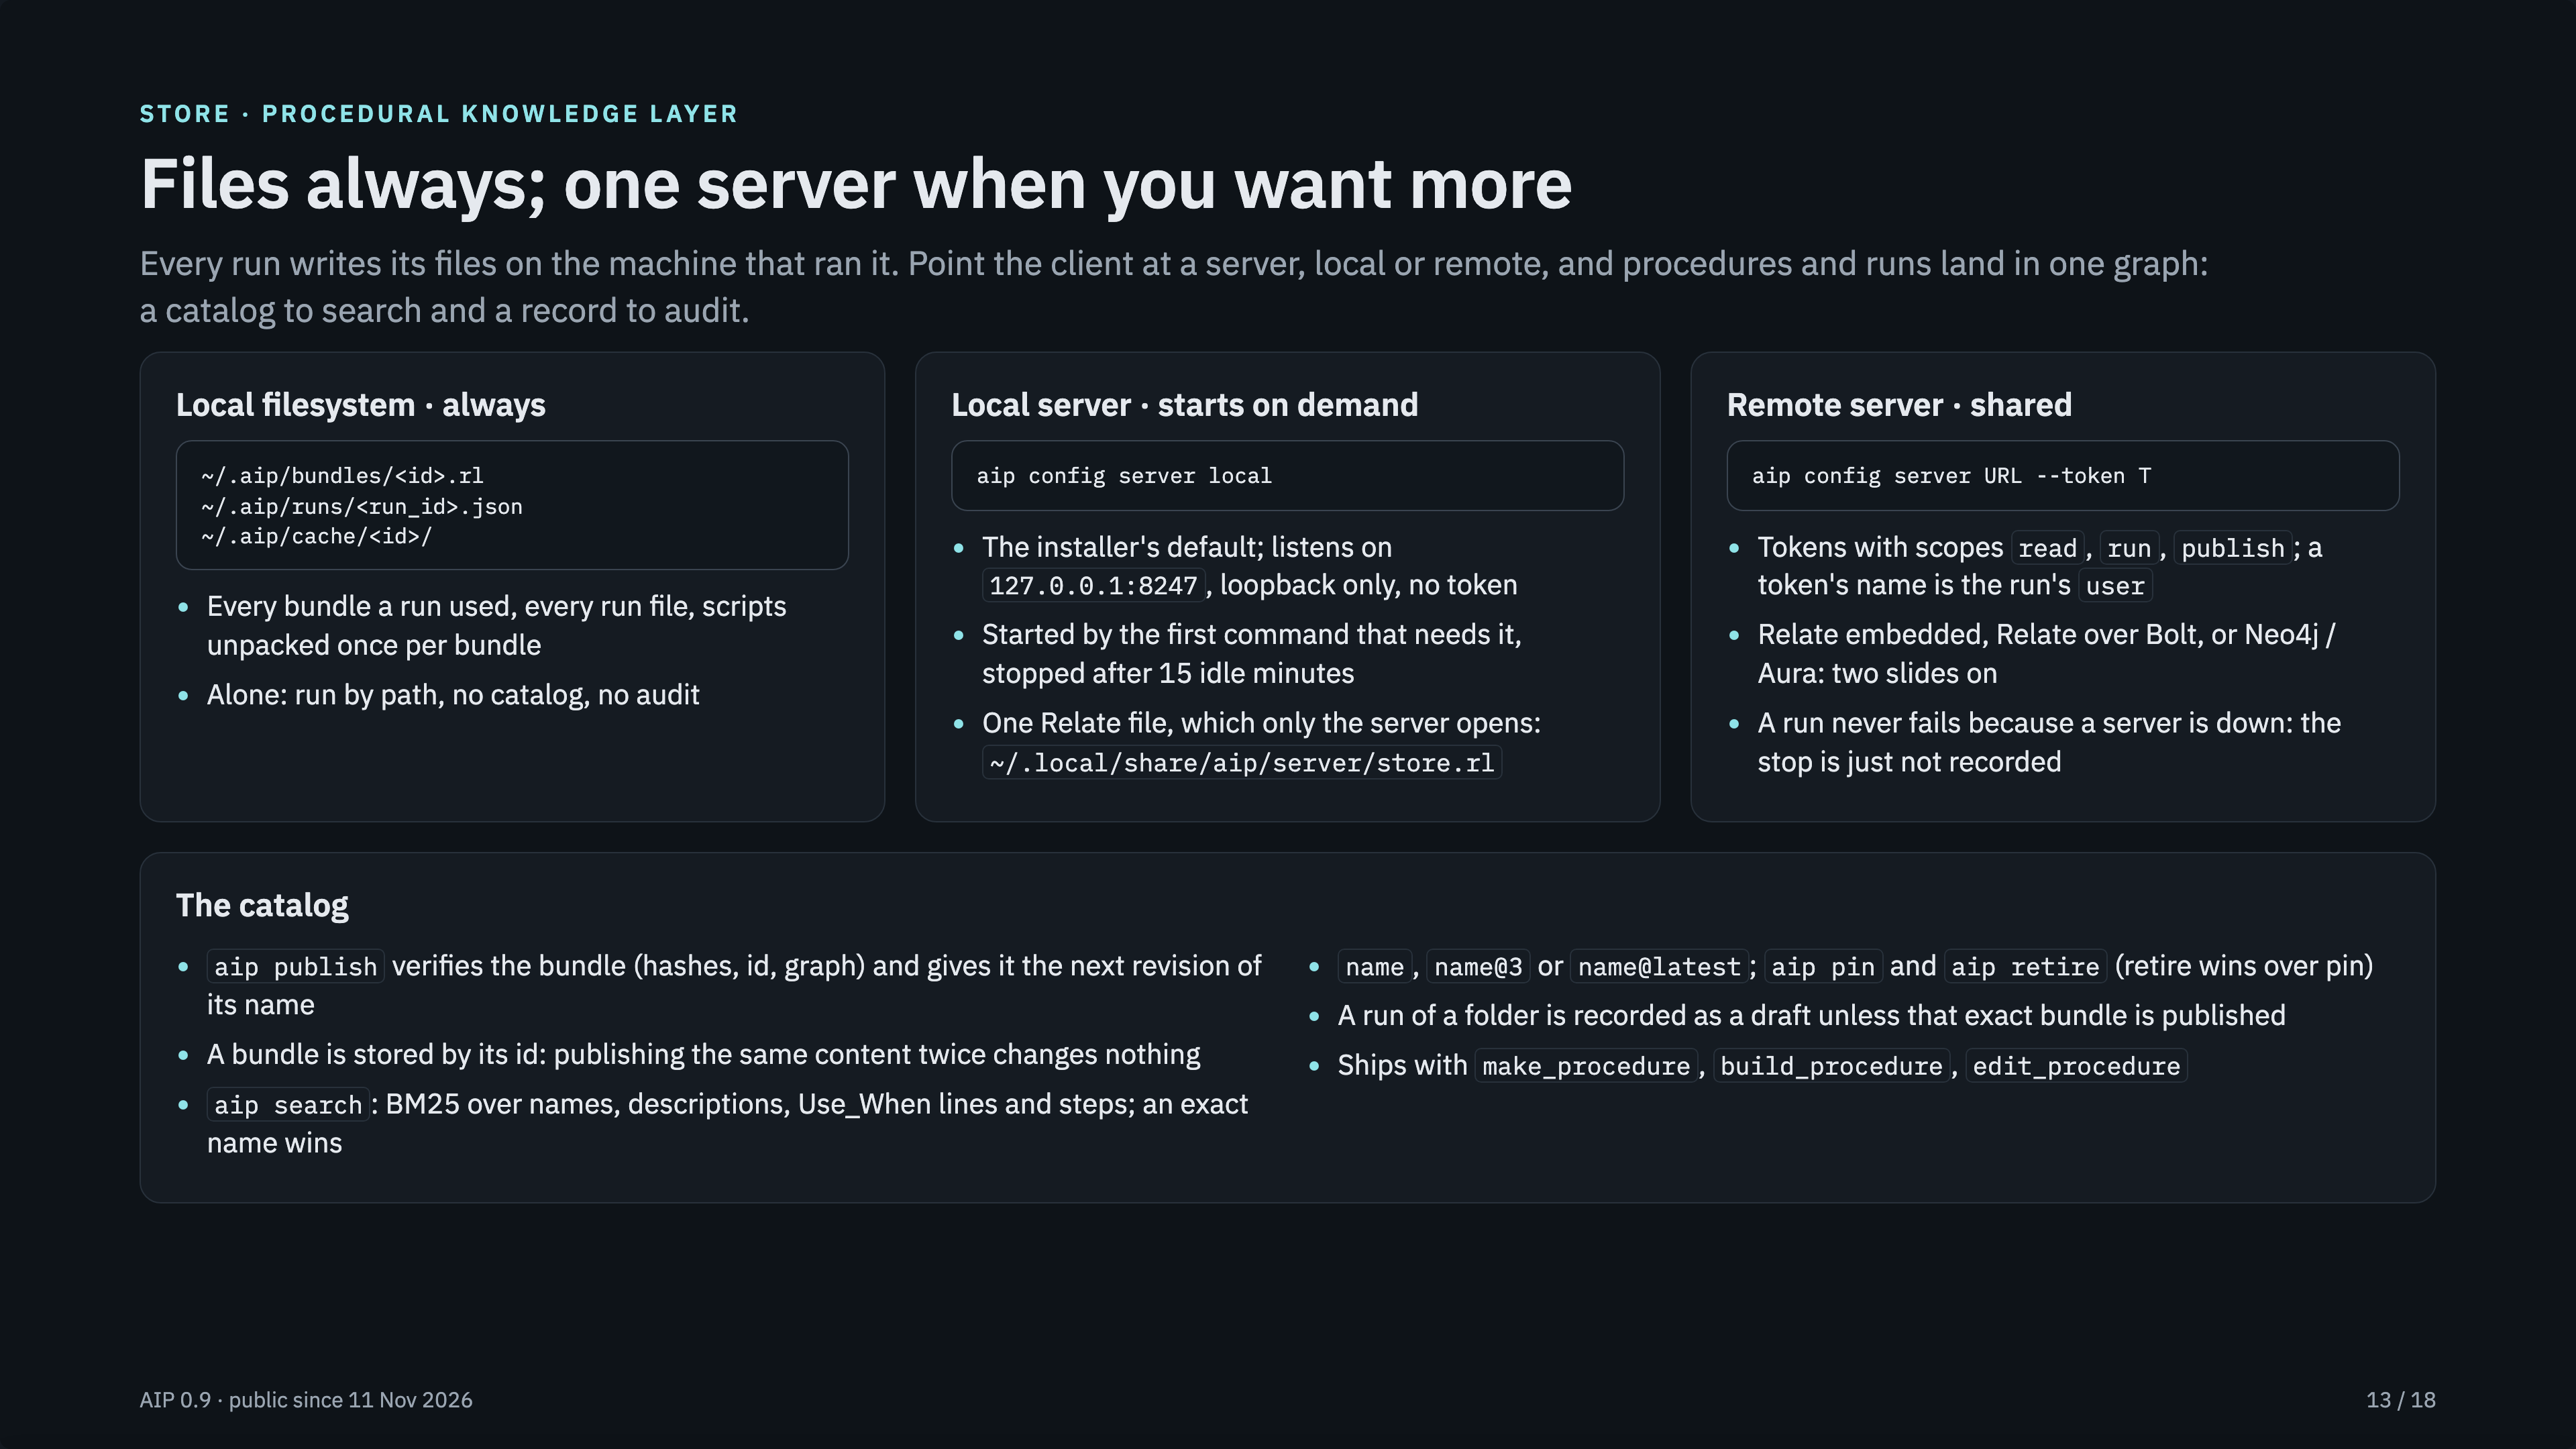 STORE · PROCEDURAL KNOWLEDGE LAYER
Files always; one server when you want more
Every run writes its files on the machine that ran it. Point the client at a server, local or remote, and procedures and runs land in one graph:
a catalog to search and a record to audit.
Local filesystem · always
~/.aip/bundles/<id>.rl
~/.aip/runs/<run_id>.json
~/.aip/cache/<id>/
• Every bundle a run used, every run file, scripts
unpacked once per bundle
• Alone: run by path, no catalog, no audit
Local server · starts on demand
aip config server local
• The installer's default; listens on
127.0.0.1:8247, loopback only, no token
• Started by the first command that needs it,
stopped after 15 idle minutes
• One Relate file, which only the server opens:
~/.local/share/aip/server/store.rl
Remote server · shared
aip config server URL --token T
• Tokens with scopes read, run, publish; a
token's name is the run's user
• Relate embedded, Relate over Bolt, or Neo4j /
Aura: two slides on
• A run never fails because a server is down: the
stop is just not recorded
The catalog
• aip publish verifies the bundle (hashes, id, graph) and gives it the next revision of
its name
• A bundle is stored by its id: publishing the same content twice changes nothing
• aip search: BM25 over names, descriptions, Use_When lines and steps; an exact
name wins
• name, name@3 or name@latest; aip pin and aip retire (retire wins over pin)
• A run of a folder is recorded as a draft unless that exact bundle is published
• Ships with make_procedure, build_procedure, edit_procedure
AIP 0.9 · public since 11 Nov 2026
13 / 18